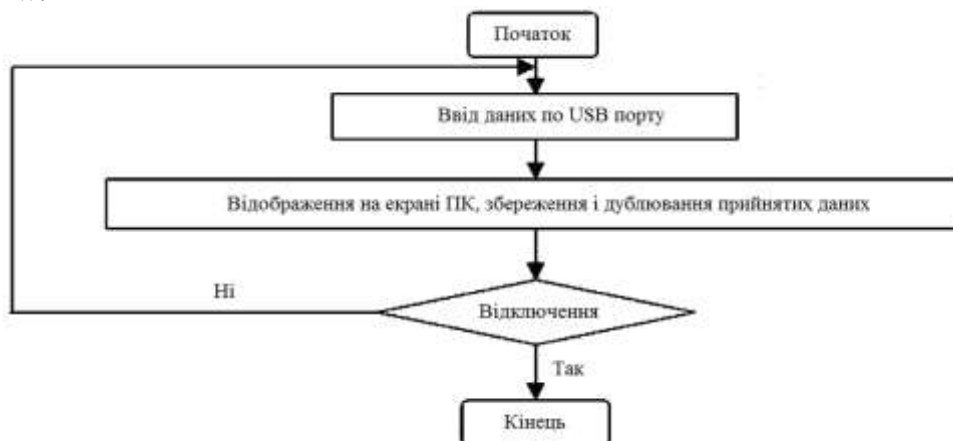 Початок
Ввід даних по USB порту
Відображення на екрані ПК, збереження і дублювання прийнятих даних
Ні
Відключення
Так
Кінець